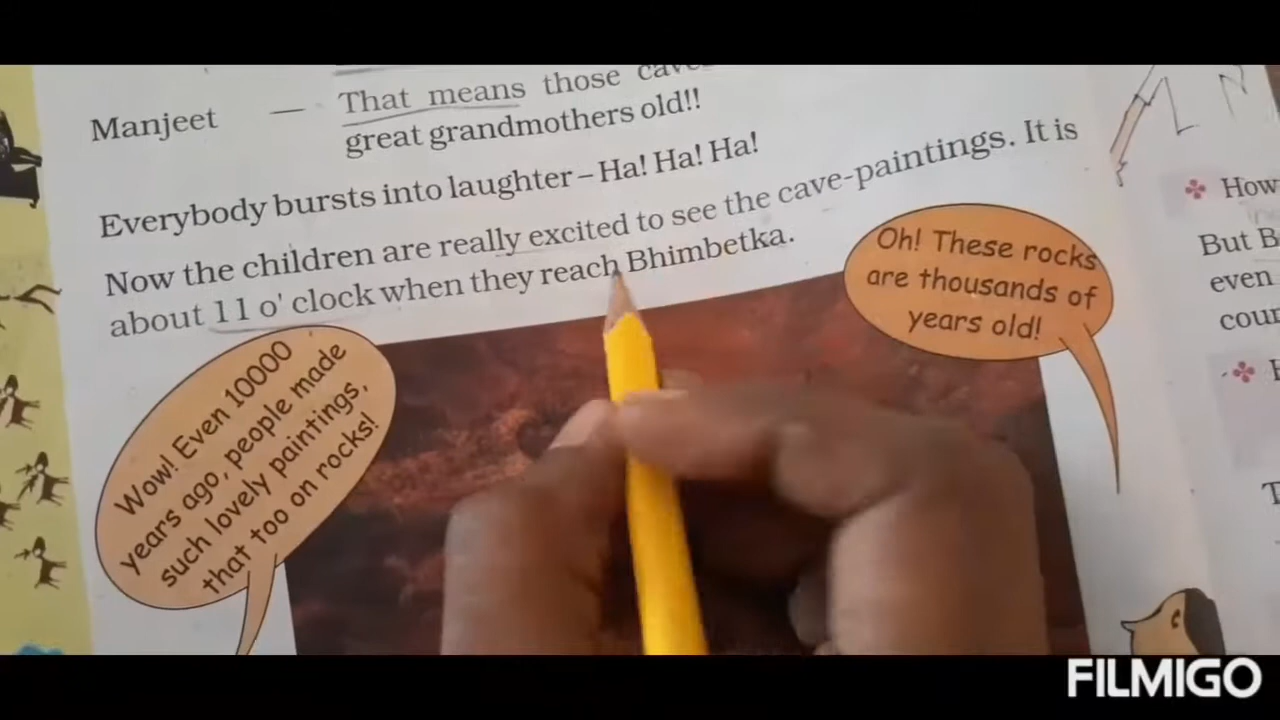 Manjeet — That means those cave
great grandmothers old!!
Everybody bursts into laughter – Ha! Ha! Ha!
Now the children are really excited to see the cave-paintings. It is
about 11 o' clock when they reach Bhimbetka.
Oh! These rocks
are thousands of
years old!
Wow! Even 10000
years ago, people made
such lovely paintings,
that too on rocks!
How
But B
even
cour
FILMIGO